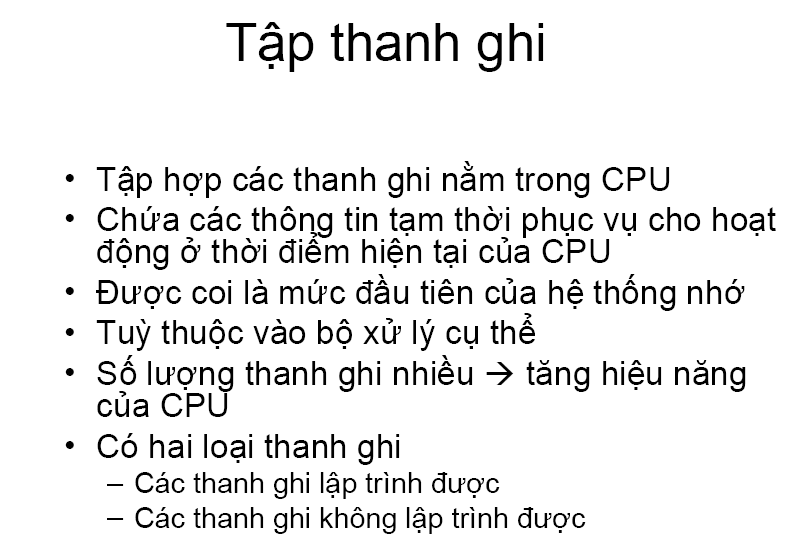 Tập thanh ghi
• Tập hợp các thanh ghi nằm trong CPU
• Chứa các thông tin tạm thời phục vụ cho hoạt
động ở thời điểm hiện tại của CPU
• Được coi là mức đầu tiên của hệ thống nhớ
• Tuỳ thuộc vào bộ xử lý cụ thể
• Số lượng thanh ghi nhiều → tăng hiệu năng
của CPU
• Có hai loại thanh ghi
– Các thanh ghi lập trình được
– Các thanh ghi không lập trình được